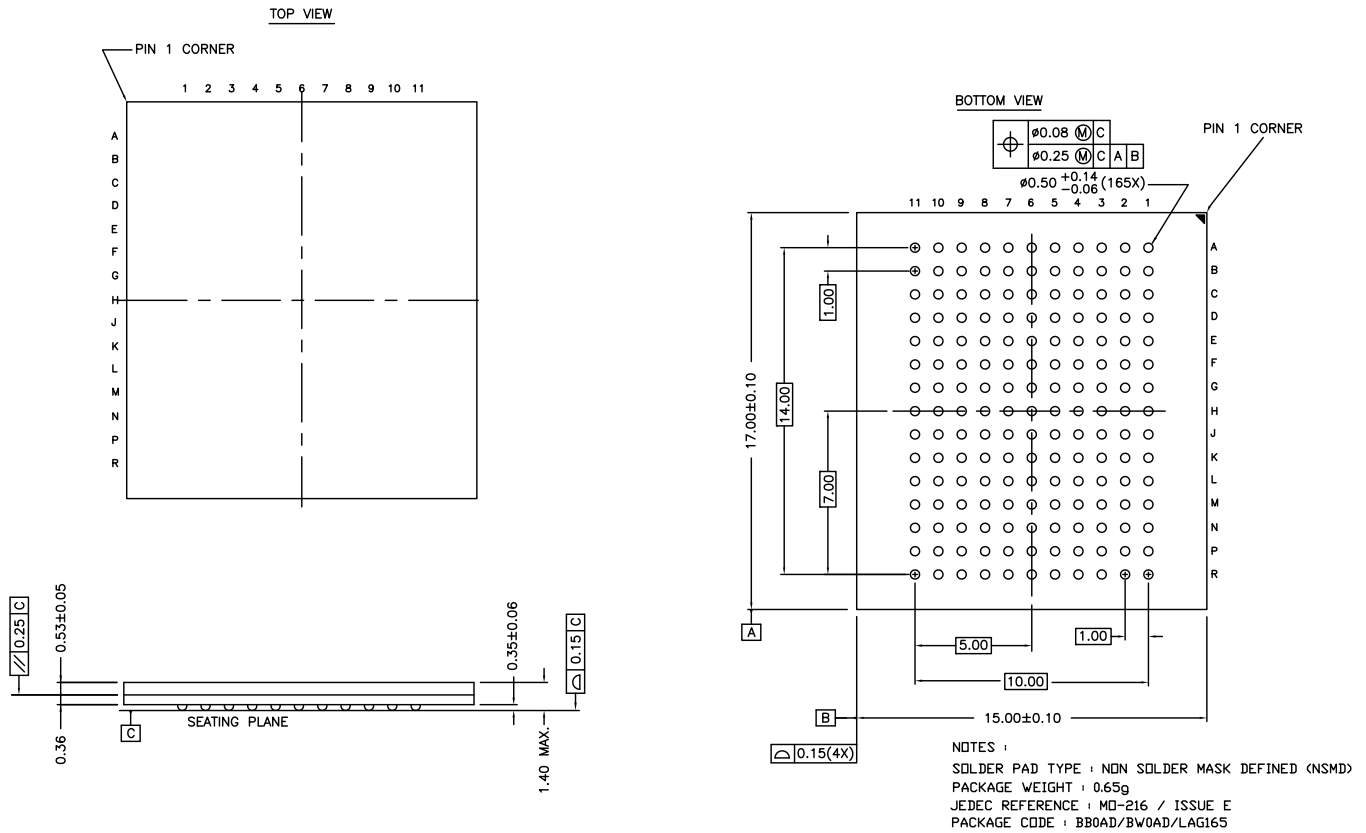 TOP VIEW
PIN 1 CORNER
1 2 3 4 5 6 7 8 9 10 11
A
B
C
D
E
F
G
H
J
K
L
M
N
P
R
BOTTOM VIEW
⌖ ø0.08 Ⓜ C
ø0.25 Ⓜ C A B
ø0.50 +0.14 -0.06 (165X)
PIN 1 CORNER
11 10 9 8 7 6 5 4 3 2 1
A
B
C
D
E
F
G
H
J
K
L
M
N
P
R
1.00
14.00
17.00±0.10
7.00
A
5.00
1.00
10.00
B
15.00±0.10
⌓ 0.15(4X)
// 0.25 C
0.53±0.05
0.36
C
SEATING PLANE
0.35±0.06
1.40 MAX.
⌓ 0.15 C
NOTES :
SOLDER PAD TYPE : NON SOLDER MASK DEFINED (NSMD)
PACKAGE WEIGHT : 0.65g
JEDEC REFERENCE : MO-216 / ISSUE E
PACKAGE CODE : BB0AD/BW0AD/LAG165